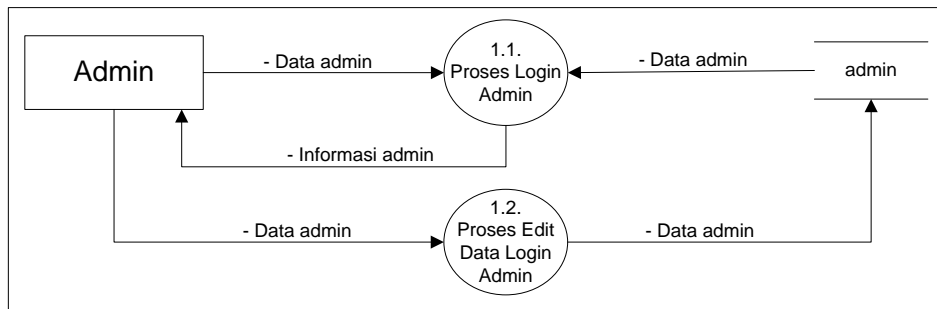 Admin
- Data admin
1.1.
Proses Login
Admin
- Data admin
admin
- Informasi admin
- Data admin
1.2.
Proses Edit
Data Login
Admin
- Data admin